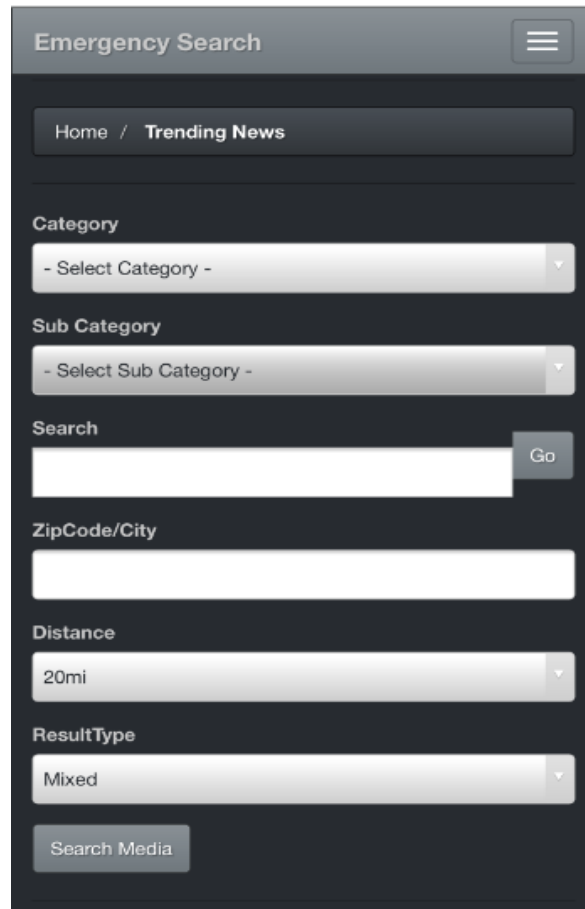 Emergency Search
Home / Trending News
Category
- Select Category -
Sub Category
- Select Sub Category -
Search
Go
ZipCode/City
Distance
20mi
ResultType
Mixed
Search Media